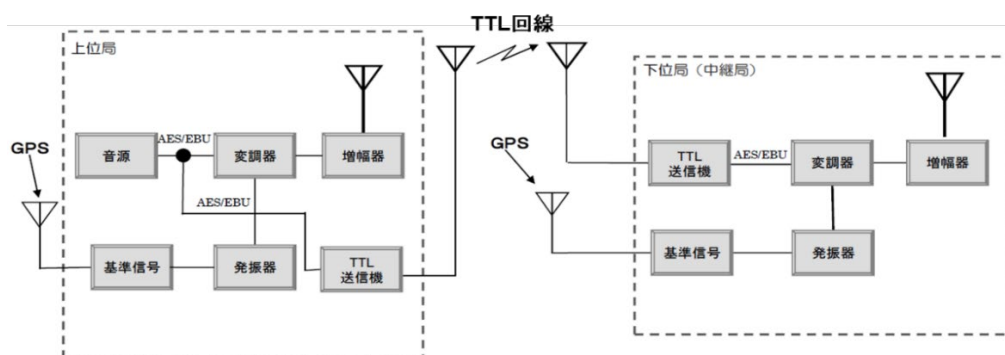 TTL回線
上位局
GPS
音源
AES/EBU
変調器
増幅器
AES/EBU
基準信号
発振器
TTL
送信機
下位局（中継局）
GPS
TTL
送信機
AES/EBU
変調器
増幅器
基準信号
発振器